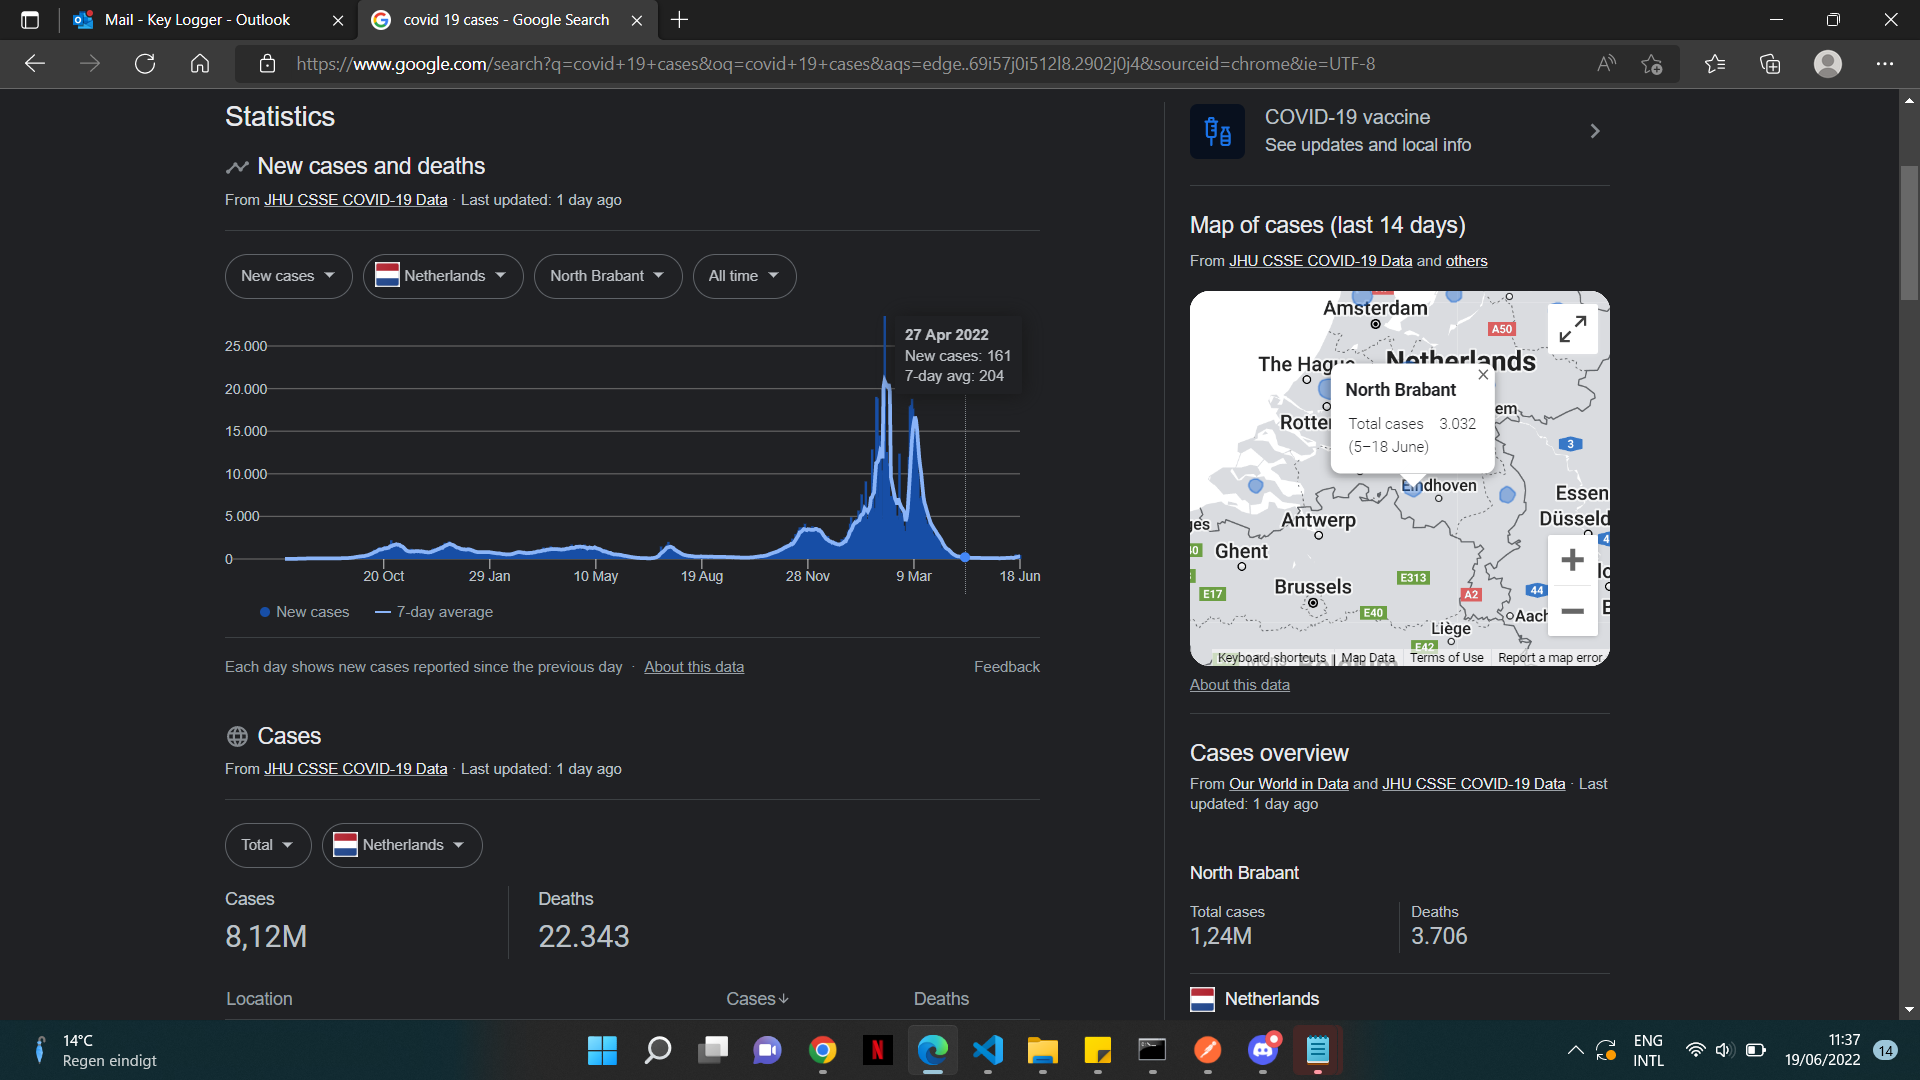 Mail - Key Logger - Outlook
covid 19 cases - Google Search
https://www.google.com/search?q=covid+19+cases&oq=covid+19+cases&aqs=edge..69i57j0i512l8.2902j0j4&sourceid=chrome&ie=UTF-8
Statistics
New cases and deaths
From JHU CSSE COVID-19 Data · Last updated: 1 day ago
New cases
Netherlands
North Brabant
All time
27 Apr 2022
New cases: 161
7-day avg: 204
25.000
20.000
15.000
10.000
5.000
0
20 Oct
29 Jan
10 May
19 Aug
28 Nov
9 Mar
18 Jun
New cases
7-day average
Each day shows new cases reported since the previous day · About this data
Feedback
Cases
From JHU CSSE COVID-19 Data · Last updated: 1 day ago
Total
Netherlands
Cases
Deaths
8,12M
22.343
Location
Cases
Deaths
COVID-19 vaccine
See updates and local info
Map of cases (last 14 days)
From JHU CSSE COVID-19 Data and others
Amsterdam
A50
The Hague
Netherlands
North Brabant
Total cases 3.032
(5–18 June)
em
Rotter
3
Eindhoven
Essen
Düsseld
ges
Antwerp
Ghent
Brussels
E313
E17
A2
44
E40
Aach
Liège
E42
Keyboard shortcuts
Map Data
Terms of Use
Report a map error
About this data
Cases overview
From Our World in Data and JHU CSSE COVID-19 Data · Last
updated: 1 day ago
North Brabant
Total cases
Deaths
1,24M
3.706
Netherlands
14°C
Regen eindigt
ENG
INTL
11:37
19/06/2022
14